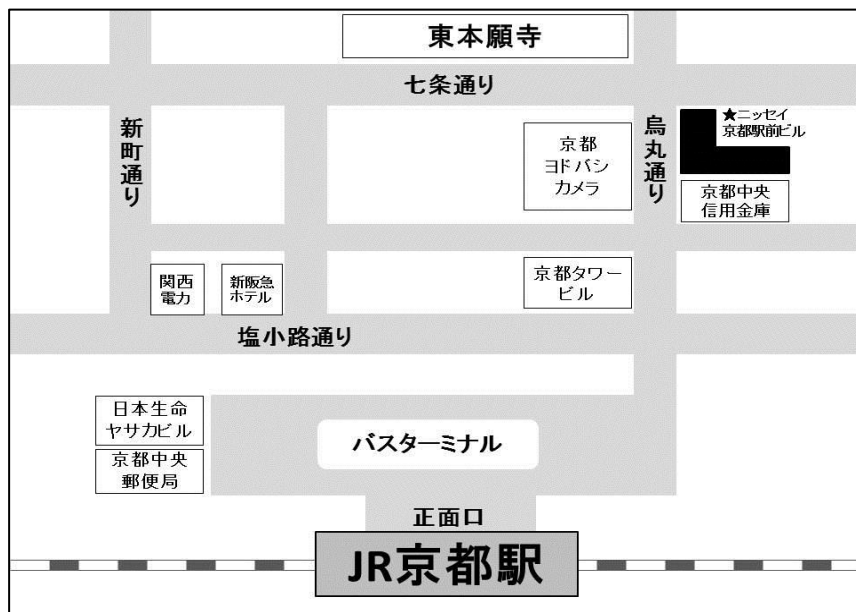 東本願寺
七条通り
新町通り
烏丸通り
★ニッセイ
京都駅前ビル
京都
ヨドバシ
カメラ
京都中央
信用金庫
関西
電力
新阪急
ホテル
京都タワー
ビル
塩小路通り
日本生命
ヤサカビル
京都中央
郵便局
バスターミナル
正面口
JR京都駅